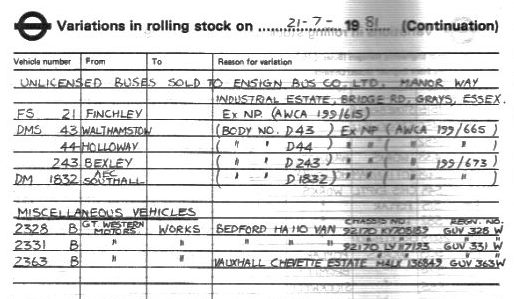 Variations in rolling stock on 21-7- 1981 (Continuation)
Vehicle number From To Reason for variation
UNLICENSED BUSES SOLD TO ENSIGN BUS CO. LTD. MANOR WAY
INDUSTRIAL ESTATE, BRIDGE RD. GRAYS, ESSEX.
FS 21 FINCHLEY Ex NP. (AWCA 199/615)
DMS 43 WALTHAMSTOW (BODY NO. D43 ) Ex NP (AWCA 199/665 )
44 HOLLOWAY ( " " D44 ) " " ( " " )
243 BEXLEY ( " " D243 ) " " ( " 199/673 )
DM 1832 AEC SOUTHALL ( " " D1832 ) " " ( " " )
MISCELLANEOUS VEHICLES CHASSIS NO. REGN. NO.
2328 B GT. WESTERN MOTORS WORKS BEDFORD HA110 VAN 92170 KY708189 GUV 328 W
2331 B " " " " " 92170 LY117193 GUV 331 W
2363 B " " " VAUXHALL CHEVETTE ESTATE 136849 GUV 363W